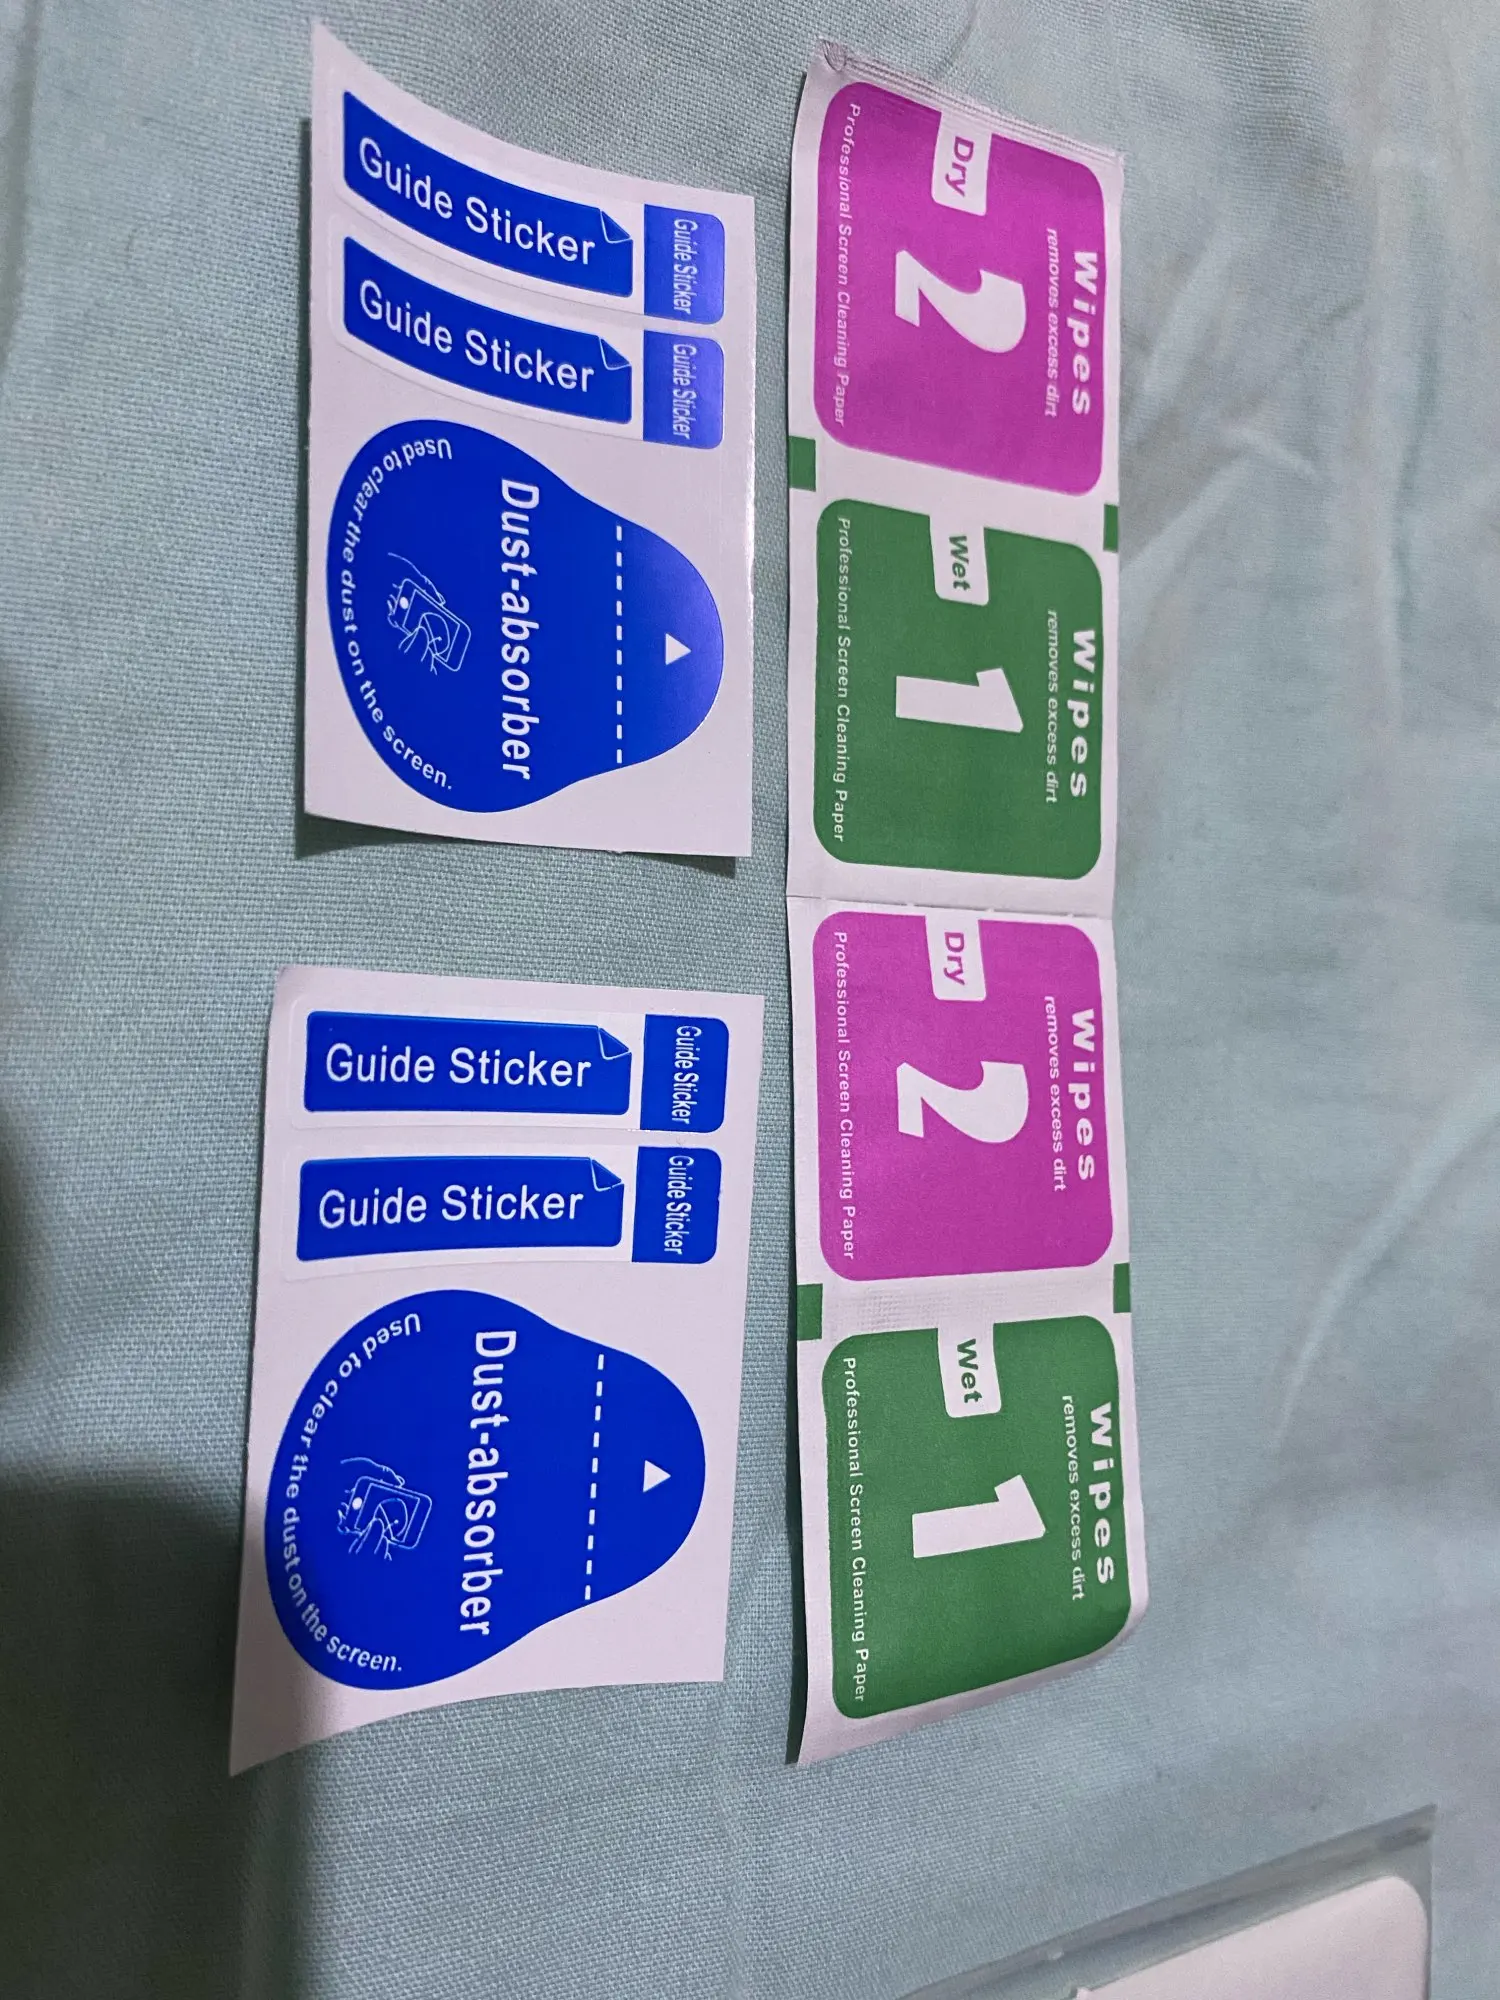 Guide Sticker
Guide Sticker
Guide Sticker
Guide Sticker
Dust-absorber
Used to clear the dust on the screen.
Guide Sticker
Guide Sticker
Guide Sticker
Guide Sticker
Dust-absorber
Used to clear the dust on the screen.
Wipes
removes excess dirt
Dry
2
Professional Screen Cleaning Paper
Wipes
removes excess dirt
Wet
1
Professional Screen Cleaning Paper
Wipes
removes excess dirt
Dry
2
Professional Screen Cleaning Paper
Wipes
removes excess dirt
Wet
1
Professional Screen Cleaning Paper